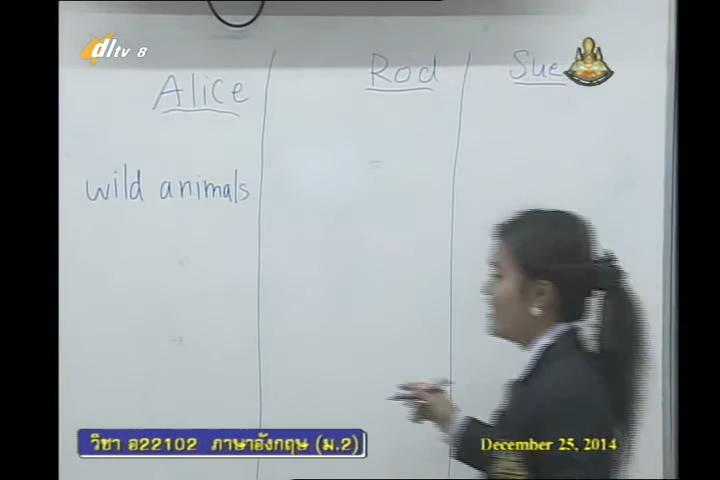 dltv 8
Alice Rod Sue
wild animals
วิชา อ22102 ภาษาอังกฤษ (ม.2)
December 25, 2014